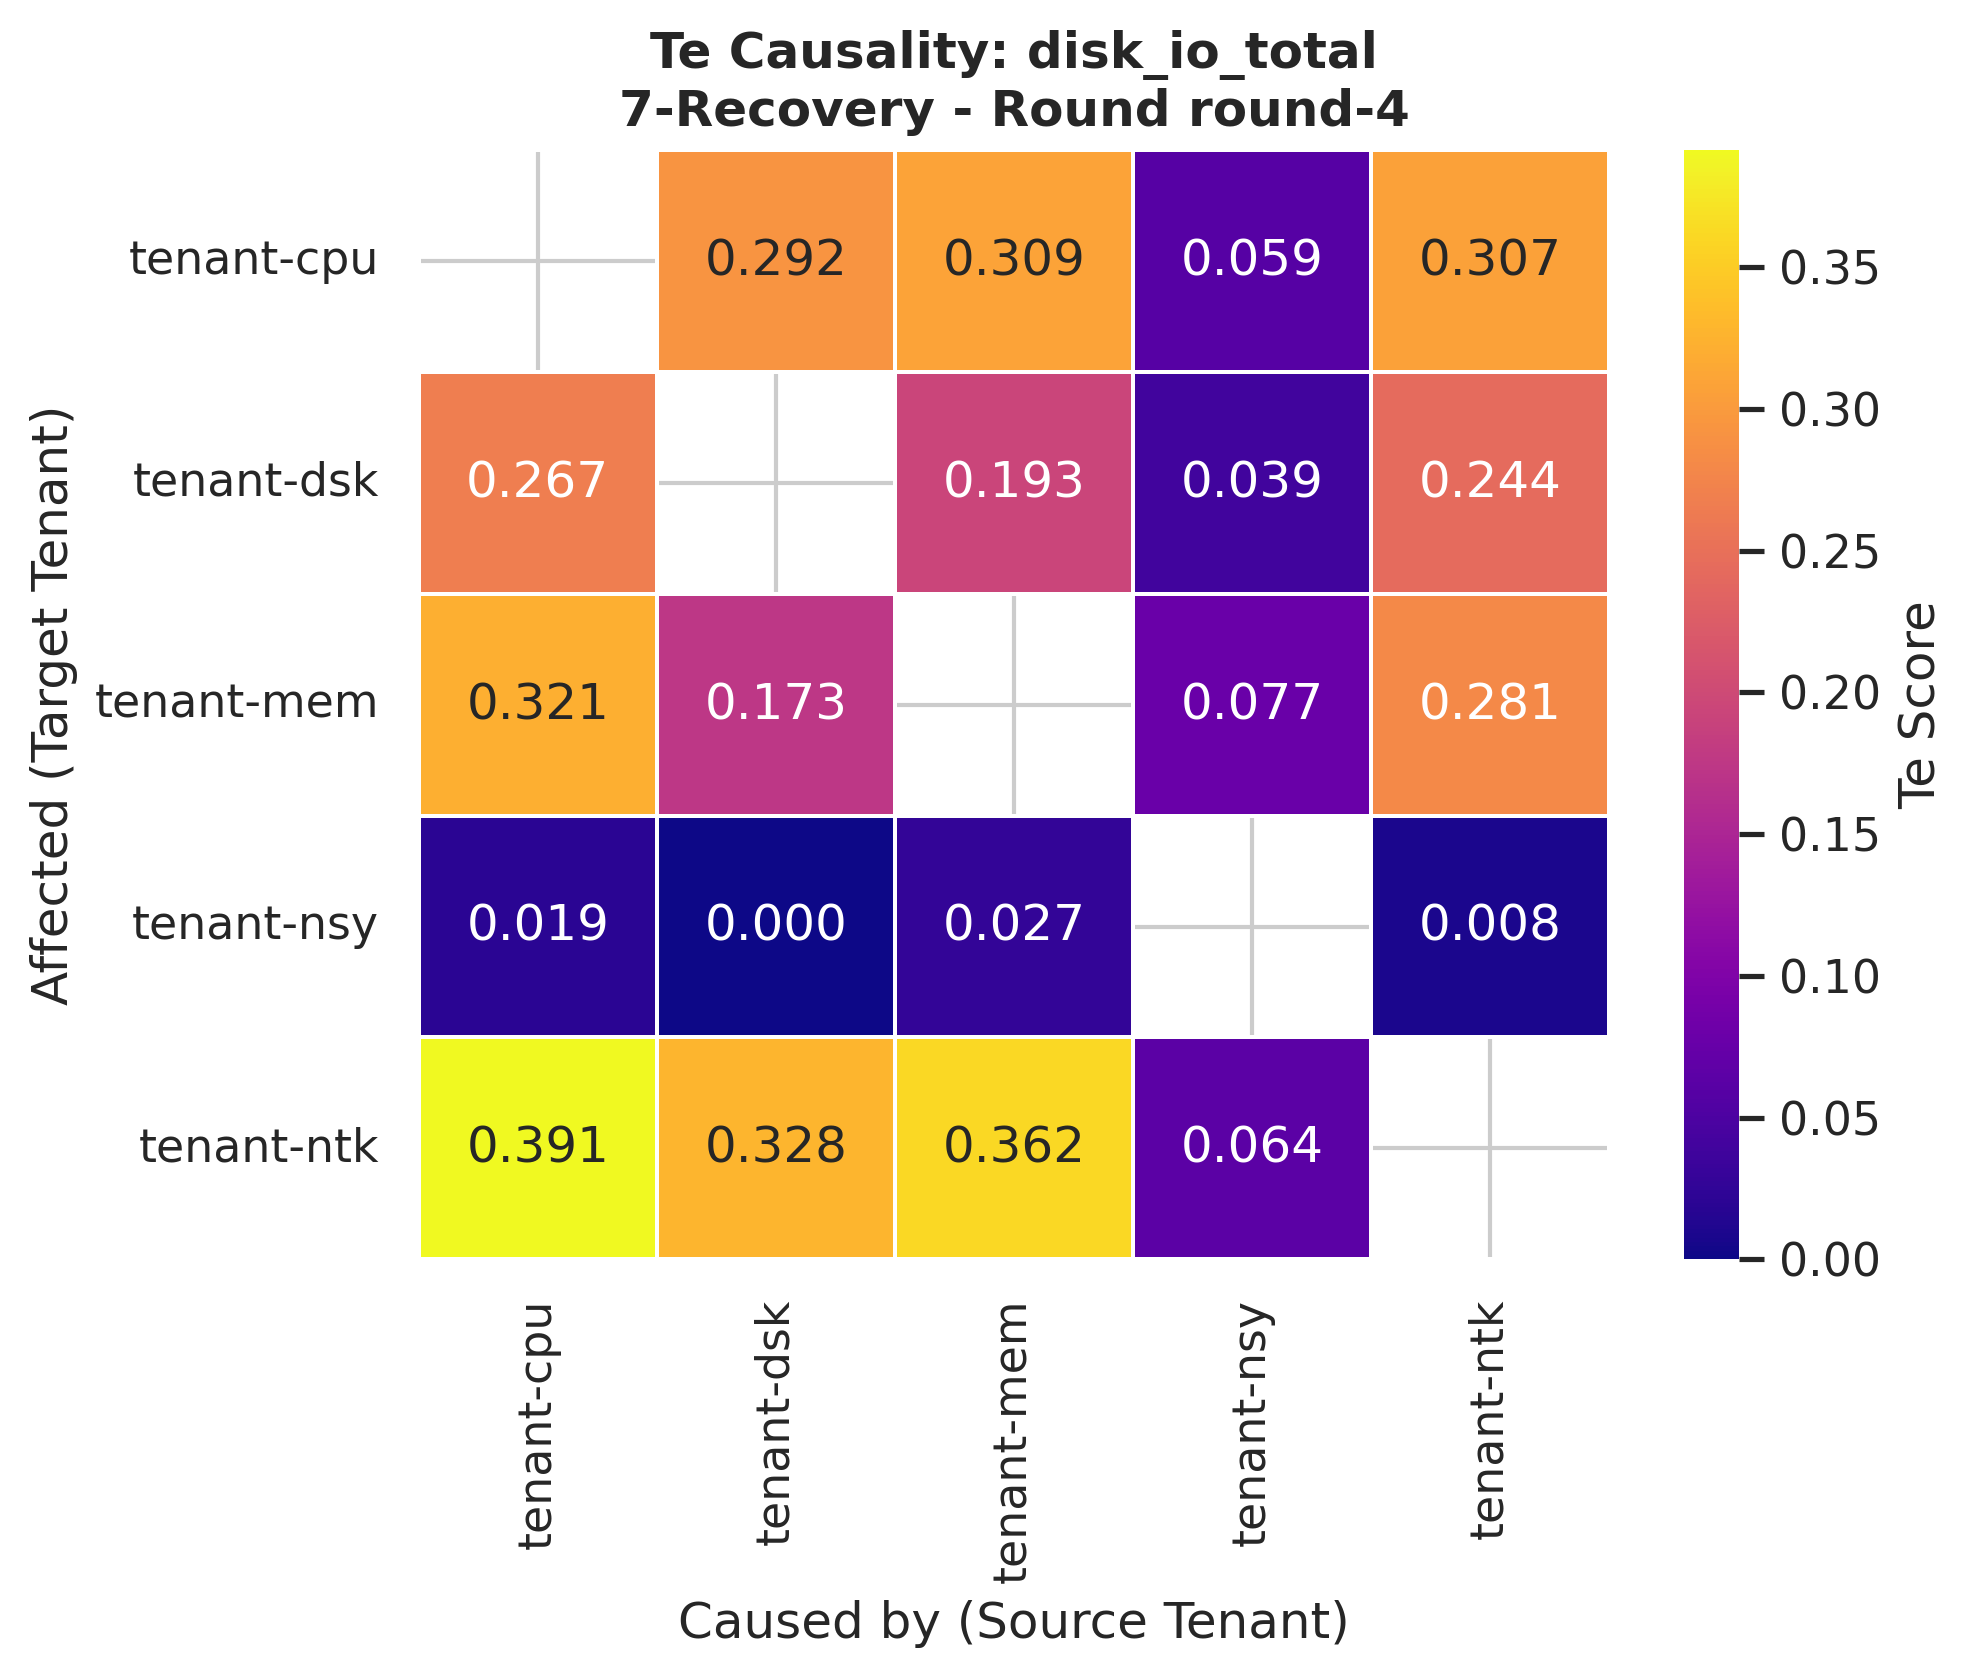 Te Causality: disk_io_total
7-Recovery - Round round-4
Affected (Target Tenant)
tenant-cpu 0.292 0.309 0.059 0.307
tenant-dsk 0.267 0.193 0.039 0.244
tenant-mem 0.321 0.173 0.077 0.281
tenant-nsy 0.019 0.000 0.027 0.008
tenant-ntk 0.391 0.328 0.362 0.064
tenant-cpu
tenant-dsk
tenant-mem
tenant-nsy
tenant-ntk
Caused by (Source Tenant)
0.35
0.30
0.25
0.20
0.15
0.10
0.05
0.00
Te Score